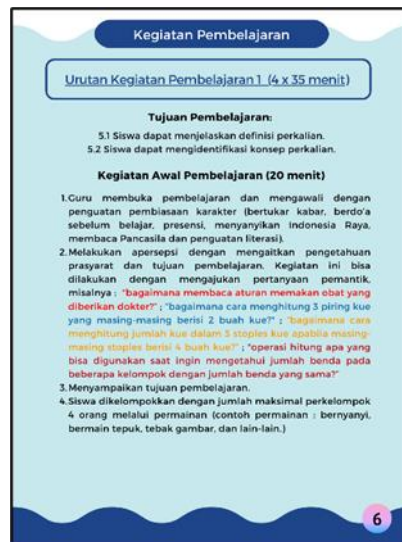 Kegiatan Pembelajaran
Urutan Kegiatan Pembelajaran 1 (4 x 35 menit)
Tujuan Pembelajaran:
5.1 Siswa dapat menjelaskan definisi perkalian.
5.2 Siswa dapat mengidentifikasi konsep perkalian.
Kegiatan Awal Pembelajaran (20 menit)
1. Guru membuka pembelajaran dan mengawali dengan
penguatan pembiasaan karakter (bertukar kabar, berdo'a
sebelum belajar, presensi, menyanyikan Indonesia Raya,
membaca Pancasila dan penguatan literasi).
2. Melakukan apersepsi dengan mengaitkan pengetahuan
prasyarat dan tujuan pembelajaran. Kegiatan ini bisa
dilakukan dengan mengajukan pertanyaan pemantik,
misalnya : "bagaimana membaca aturan memakan obat yang
diberikan dokter?" ; "bagaimana cara menghitung 3 piring kue
yang masing-masing berisi 2 buah kue?" ; "bagaimana cara
menghitung jumlah kue dalam 3 stoples kue apabila masing-
masing stoples berisi 4 buah kue?" ; "operasi hitung apa yang
bisa digunakan saat ingin mengetahui jumlah benda pada
beberapa kelompok dengan jumlah benda yang sama?"
3. Menyampaikan tujuan pembelajaran.
4. Siswa dikelompokkan dengan jumlah maksimal perkelompok
4 orang melalui permainan (contoh permainan : bernyanyi,
bermain tepuk, tebak gambar, dan lain-lain.)
6